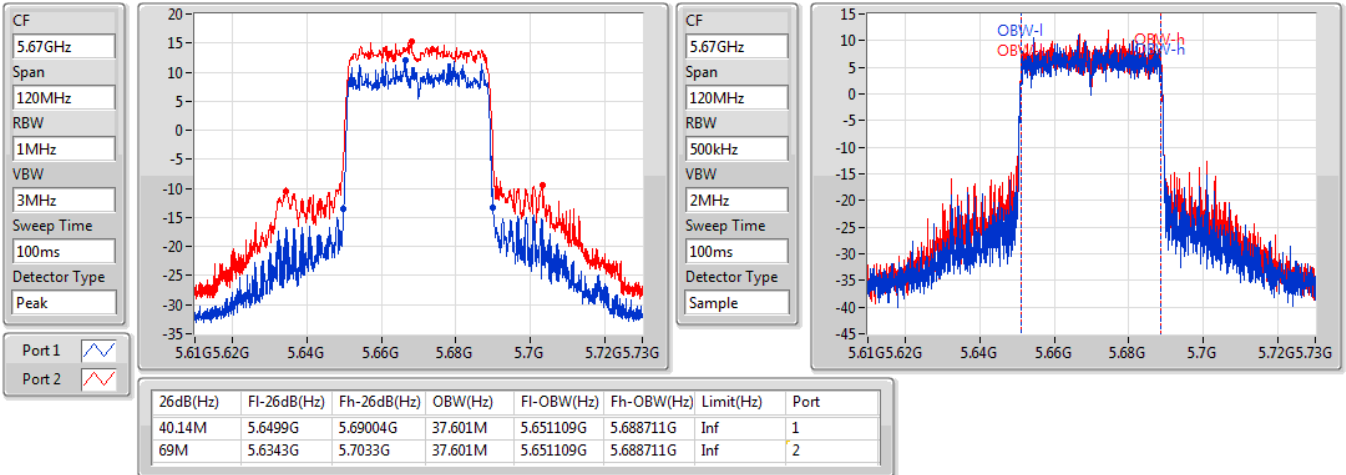 CF
5.67GHz
Span
120MHz
RBW
1MHz
VBW
3MHz
Sweep Time
100ms
Detector Type
Peak
Port 1
Port 2
20
15
10
5
0
-5
-10
-15
-20
-25
-30
-35
5.61G 5.62G 5.64G 5.66G 5.68G 5.7G 5.72G 5.73G
CF
5.67GHz
Span
120MHz
RBW
500kHz
VBW
2MHz
Sweep Time
100ms
Detector Type
Sample
15
10
5
0
-5
-10
-15
-20
-25
-30
-35
-40
-45
OBW-l
OBW-h
OBW-h
5.61G 5.62G 5.64G 5.66G 5.68G 5.7G 5.72G 5.73G
26dB(Hz) Fl-26dB(Hz) Fh-26dB(Hz) OBW(Hz) Fl-OBW(Hz) Fh-OBW(Hz) Limit(Hz) Port
40.14M 5.6499G 5.69004G 37.601M 5.651109G 5.688711G Inf 1
69M 5.6343G 5.7033G 37.601M 5.651109G 5.688711G Inf 2